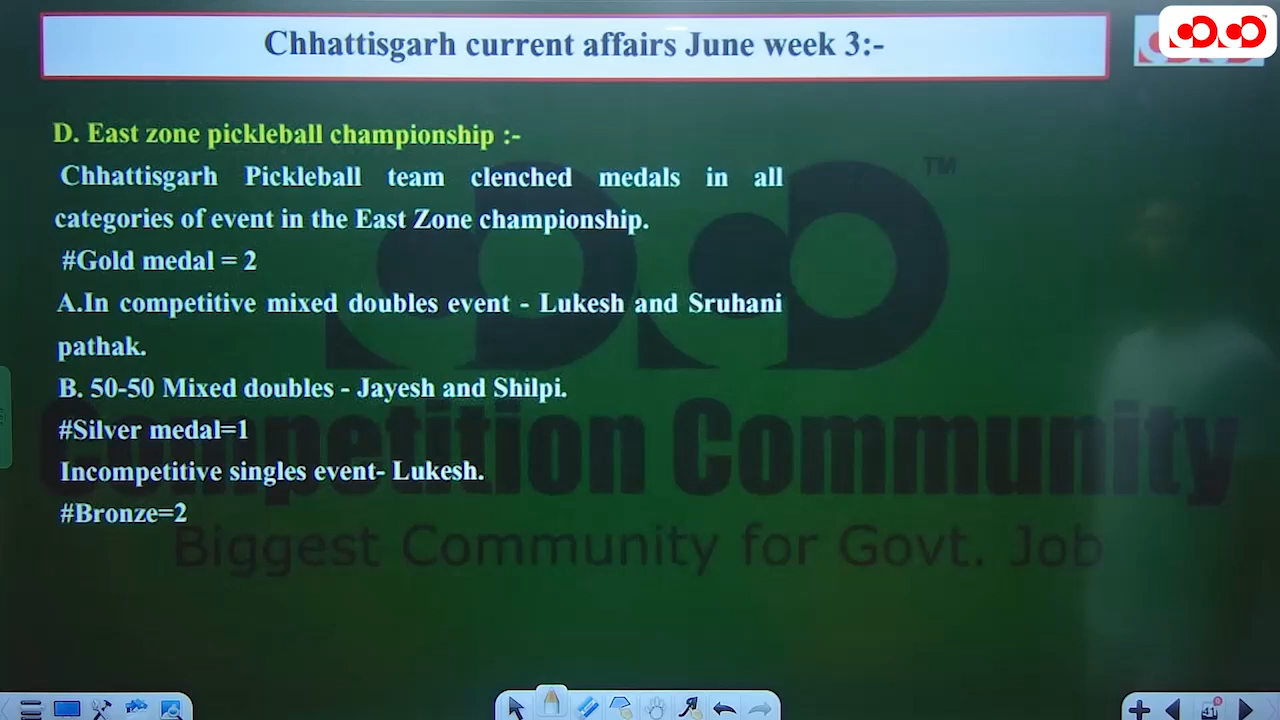 Chhattisgarh current affairs June week 3:-
D. East zone pickleball championship :-
Chhattisgarh Pickleball team clenched medals in all
categories of event in the East Zone championship.
#Gold medal = 2
A.In competitive mixed doubles event - Lukesh and Sruhani
pathak.
B. 50-50 Mixed doubles - Jayesh and Shilpi.
#Silver medal=1
Incompetitive singles event- Lukesh.
#Bronze=2
TM
Competition Community
Biggest Community for Govt. Job
41